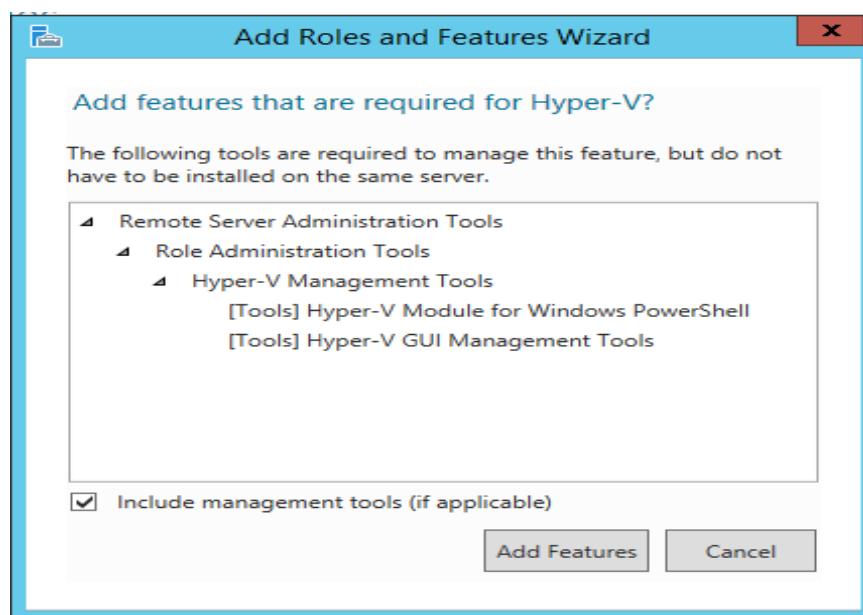 Add Roles and Features Wizard
x
Add features that are required for Hyper-V?
The following tools are required to manage this feature, but do not
have to be installed on the same server.
Remote Server Administration Tools
Role Administration Tools
Hyper-V Management Tools
[Tools] Hyper-V Module for Windows PowerShell
[Tools] Hyper-V GUI Management Tools
Include management tools (if applicable)
Add Features Cancel